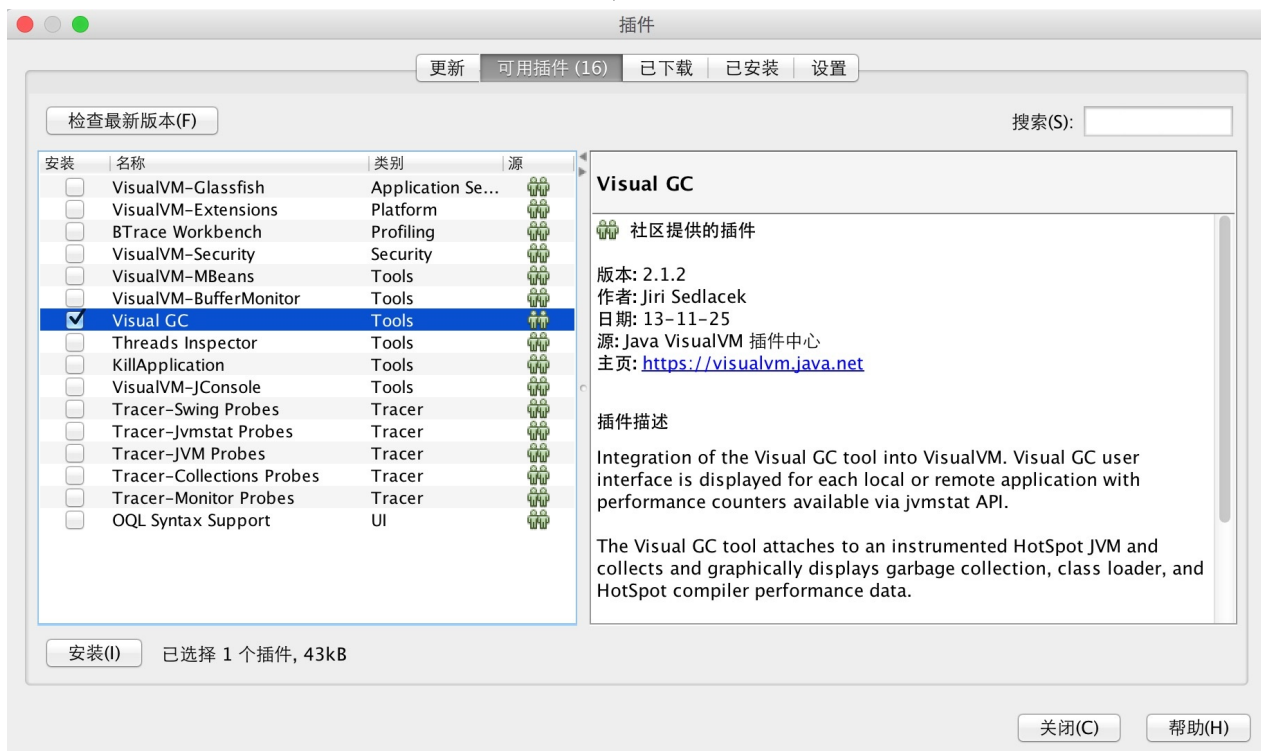 插件
更新 可用插件 (16) 已下载 已安装 设置
检查最新版本(F) 搜索(S):
安装 名称 类别 源
VisualVM-Glassfish Application Se...
VisualVM-Extensions Platform
BTrace Workbench Profiling
VisualVM-Security Security
VisualVM-MBeans Tools
VisualVM-BufferMonitor Tools
Visual GC Tools
Threads Inspector Tools
KillApplication Tools
VisualVM-JConsole Tools
Tracer-Swing Probes Tracer
Tracer-Jvmstat Probes Tracer
Tracer-JVM Probes Tracer
Tracer-Collections Probes Tracer
Tracer-Monitor Probes Tracer
OQL Syntax Support UI
Visual GC
社区提供的插件
版本: 2.1.2
作者: Jiri Sedlacek
日期: 13-11-25
源: Java VisualVM 插件中心
主页: https://visualvm.java.net
插件描述
Integration of the Visual GC tool into VisualVM. Visual GC user
interface is displayed for each local or remote application with
performance counters available via jvmstat API.
The Visual GC tool attaches to an instrumented HotSpot JVM and
collects and graphically displays garbage collection, class loader, and
HotSpot compiler performance data.
安装(I) 已选择 1 个插件, 43kB
关闭(C) 帮助(H)